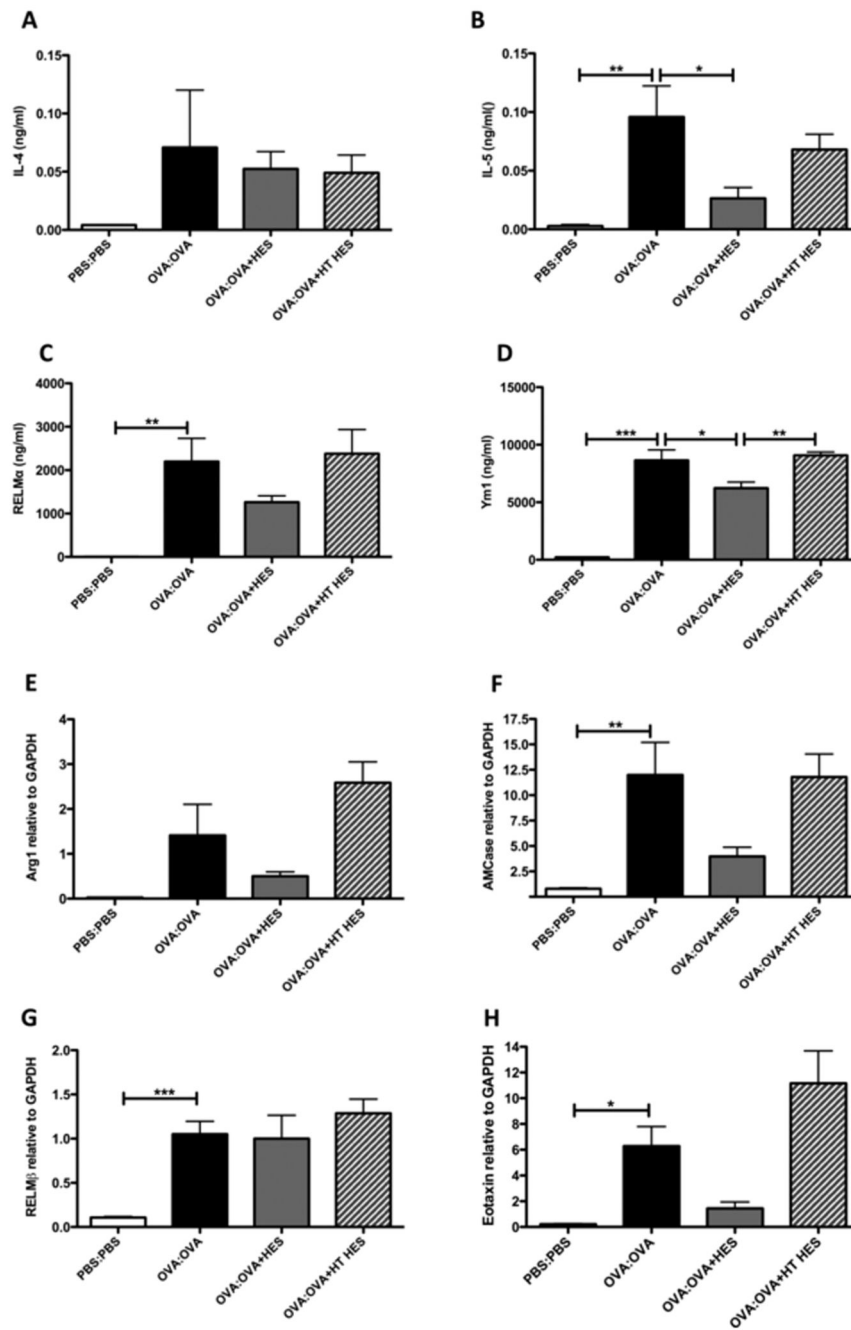 A
IL-4 (ng/ml)
0.15
0.10
0.05
0.00
PBS:PBS
OVA:OVA
OVA:OVA+HES
OVA:OVA+HT HES
B
IL-5 (ng/ml()
0.15
0.10
0.05
0.00
**
*
PBS:PBS
OVA:OVA
OVA:OVA+HES
OVA:OVA+HT HES
C
RELMα (ng/ml)
4000
3000
2000
1000
0
**
PBS:PBS
OVA:OVA
OVA:OVA+HES
OVA:OVA+HT HES
D
Ym1 (ng/ml)
15000
10000
5000
0
***
*
**
PBS:PBS
OVA:OVA
OVA:OVA+HES
OVA:OVA+HT HES
E
Arg1 relative to GAPDH
4
3
2
1
0
PBS:PBS
OVA:OVA
OVA:OVA+HES
OVA:OVA+HT HES
F
AMCase relative to GAPDH
17.5
15.0
12.5
10.0
7.5
5.0
2.5
**
PBS:PBS
OVA:OVA
OVA:OVA+HES
OVA:OVA+HT HES
G
RELMβ relative to GAPDH
2.0
1.5
1.0
0.5
0.0
***
PBS:PBS
OVA:OVA
OVA:OVA+HES
OVA:OVA+HT HES
H
Eotaxin relative to GAPDH
14
12
10
8
6
4
2
0
*
PBS:PBS
OVA:OVA
OVA:OVA+HES
OVA:OVA+HT HES